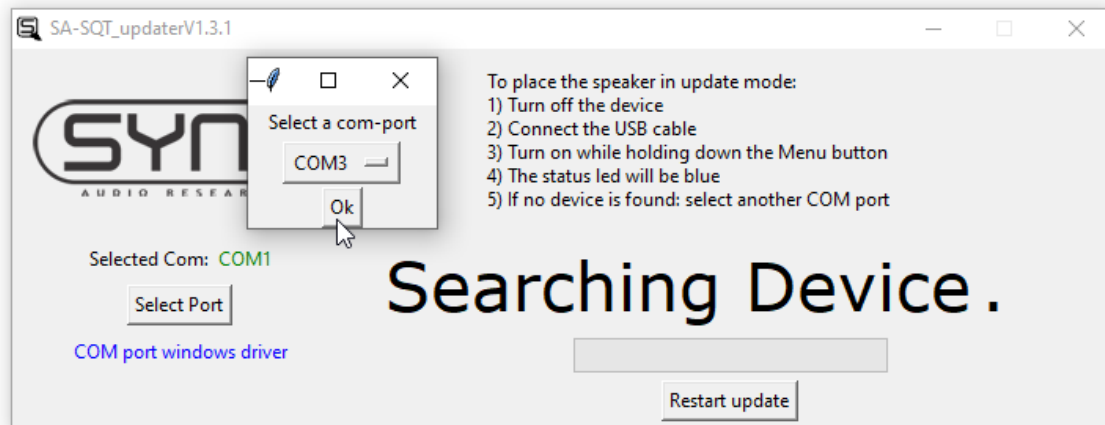 SA-SQT_updaterV1.3.1
Select a com-port
COM3
Ok
SYN
AUDIO RESEAR
To place the speaker in update mode:
1) Turn off the device
2) Connect the USB cable
3) Turn on while holding down the Menu button
4) The status led will be blue
5) If no device is found: select another COM port
Selected Com: COM1
Select Port
COM port windows driver
Searching Device.
Restart update